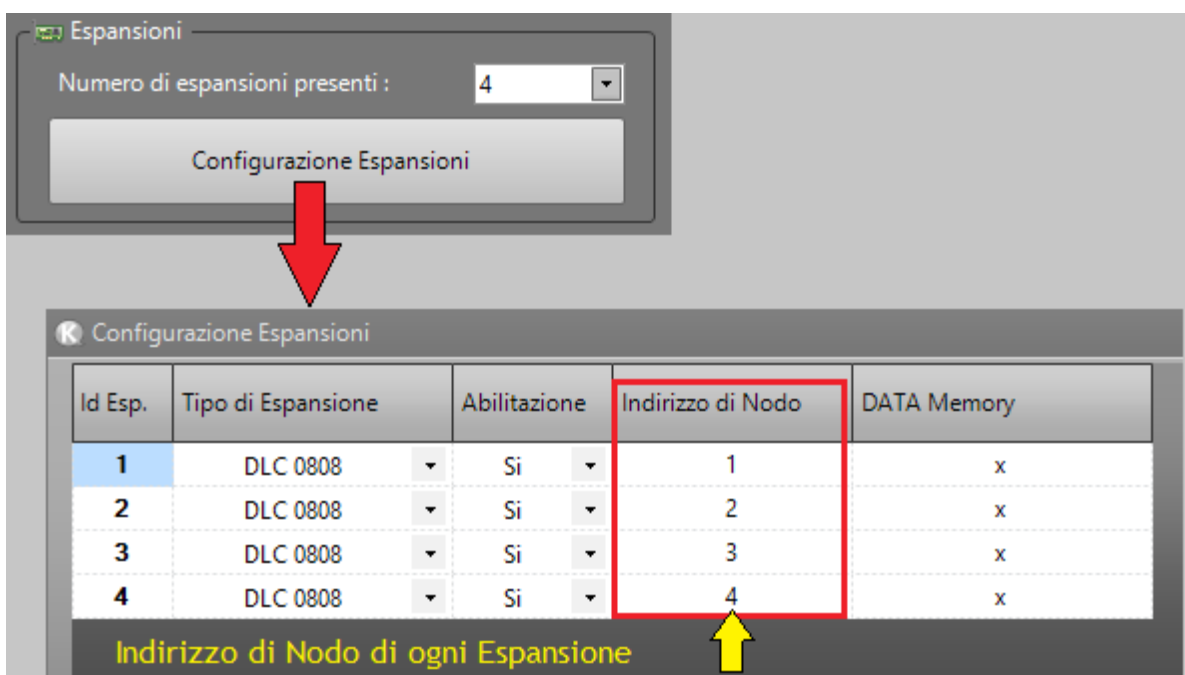 Espansioni
Numero di espansioni presenti : 4
Configurazione Espansioni
K Configurazione Espansioni
Id Esp. Tipo di Espansione Abilitazione Indirizzo di Nodo DATA Memory
1 DLC 0808 Si 1 x
2 DLC 0808 Si 2 x
3 DLC 0808 Si 3 x
4 DLC 0808 Si 4 x
Indirizzo di Nodo di ogni Espansione